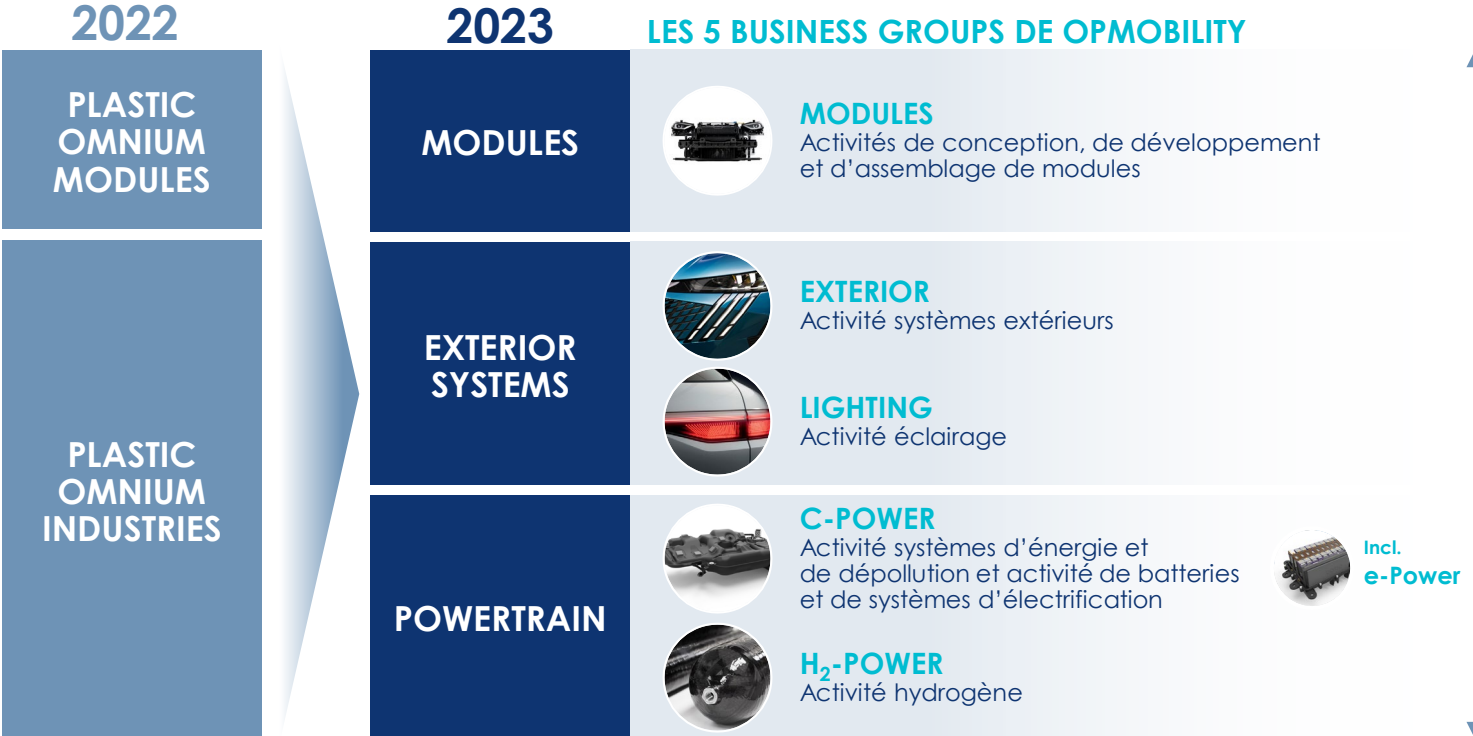 2022
PLASTIC
OMNIUM
MODULES
PLASTIC
OMNIUM
INDUSTRIES
2023
LES 5 BUSINESS GROUPS DE OPMOBILITY
MODULES
MODULES
Activités de conception, de développement
et d’assemblage de modules
EXTERIOR
SYSTEMS
EXTERIOR
Activité systèmes extérieurs
LIGHTING
Activité éclairage
POWERTRAIN
C-POWER
Activité systèmes d’énergie et
de dépollution et activité de batteries
et de systèmes d’électrification
Incl.
e-Power
H₂-POWER
Activité hydrogène